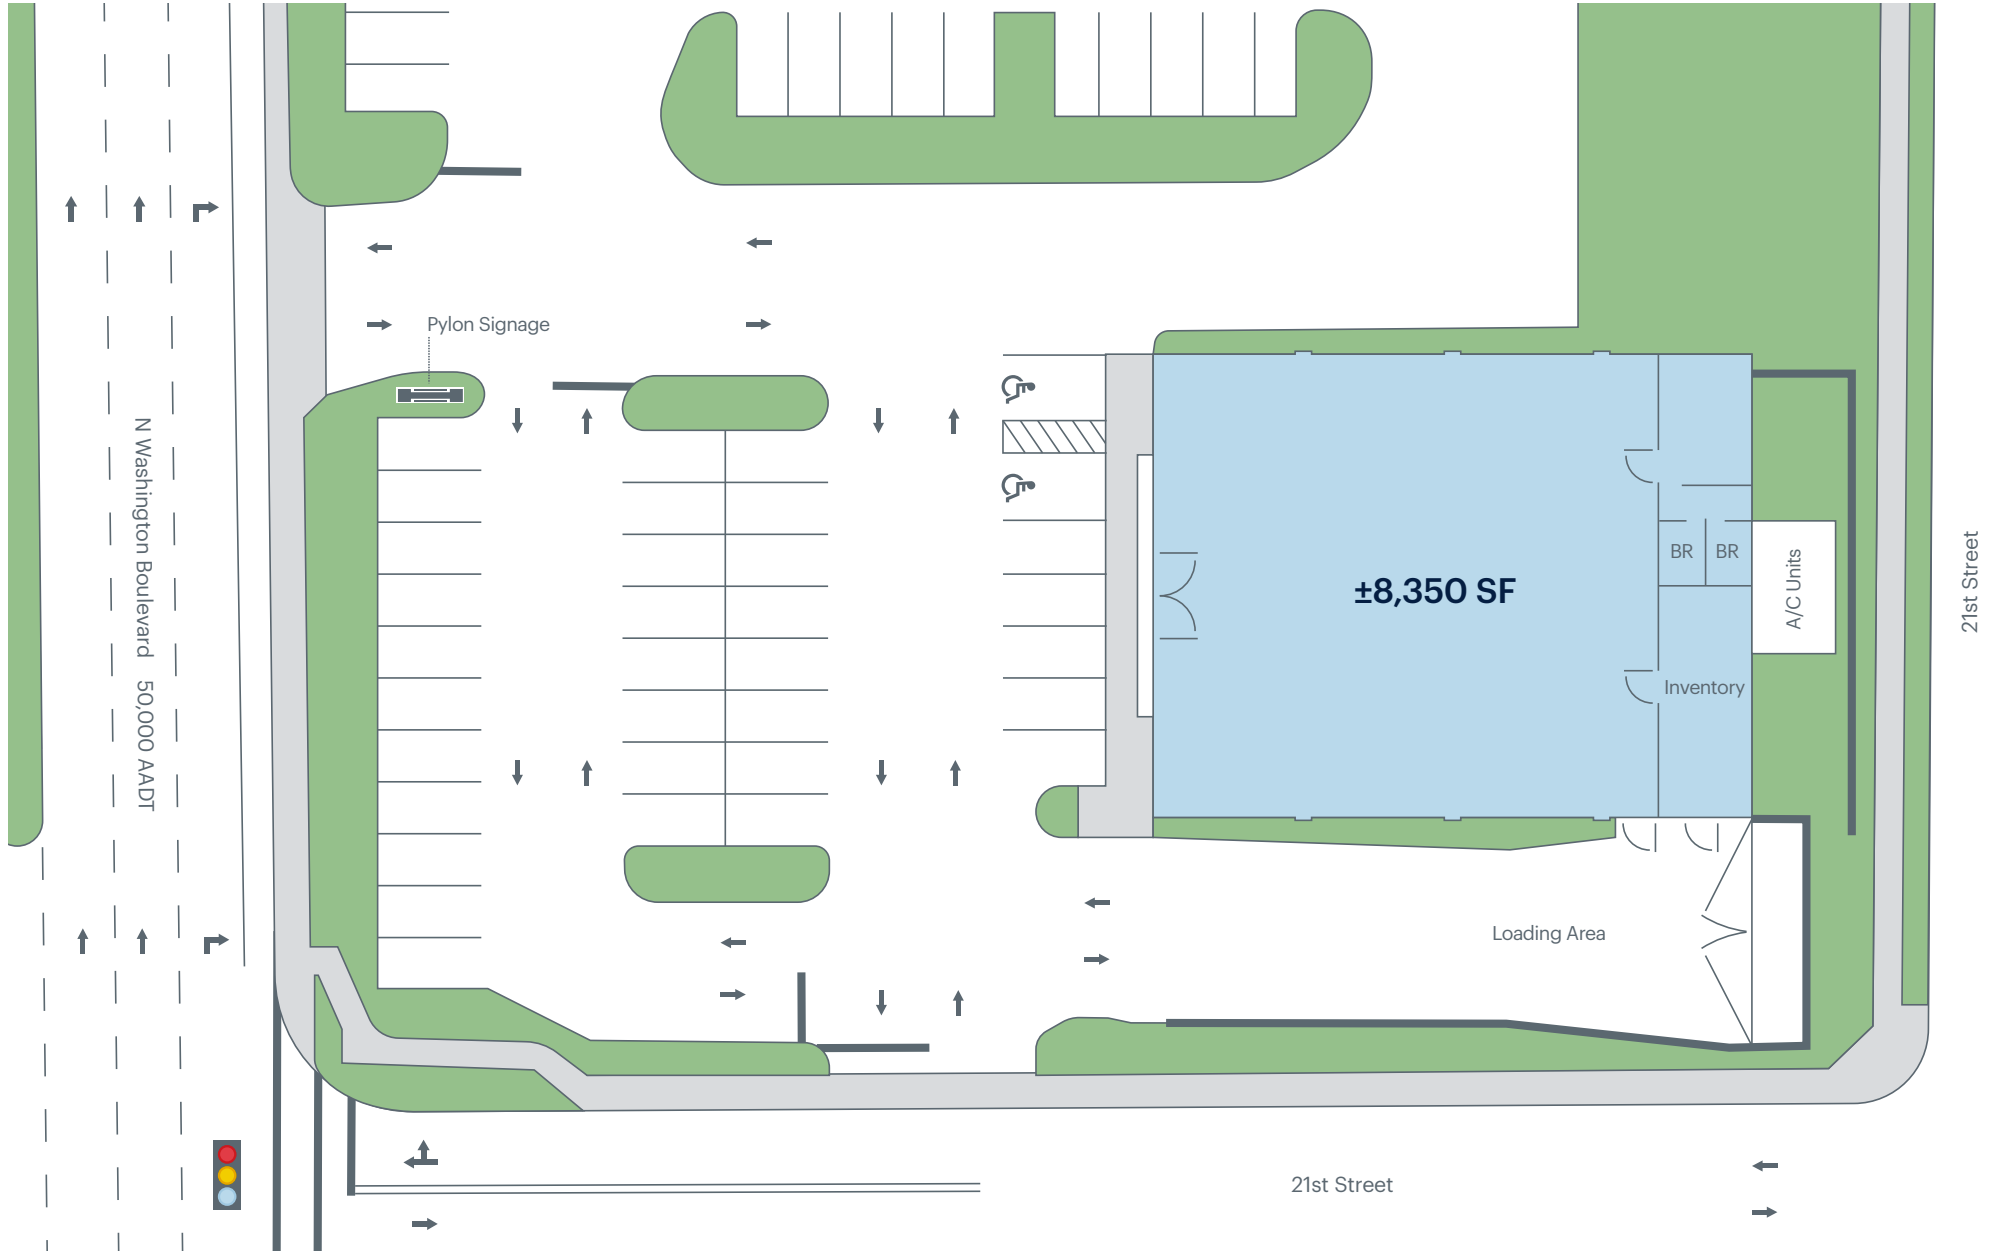 Pylon Signage
N Washington Boulevard 50,000 AADT
±8,350 SF
BR
BR
A/C Units
Inventory
21st Street
Loading Area
21st Street